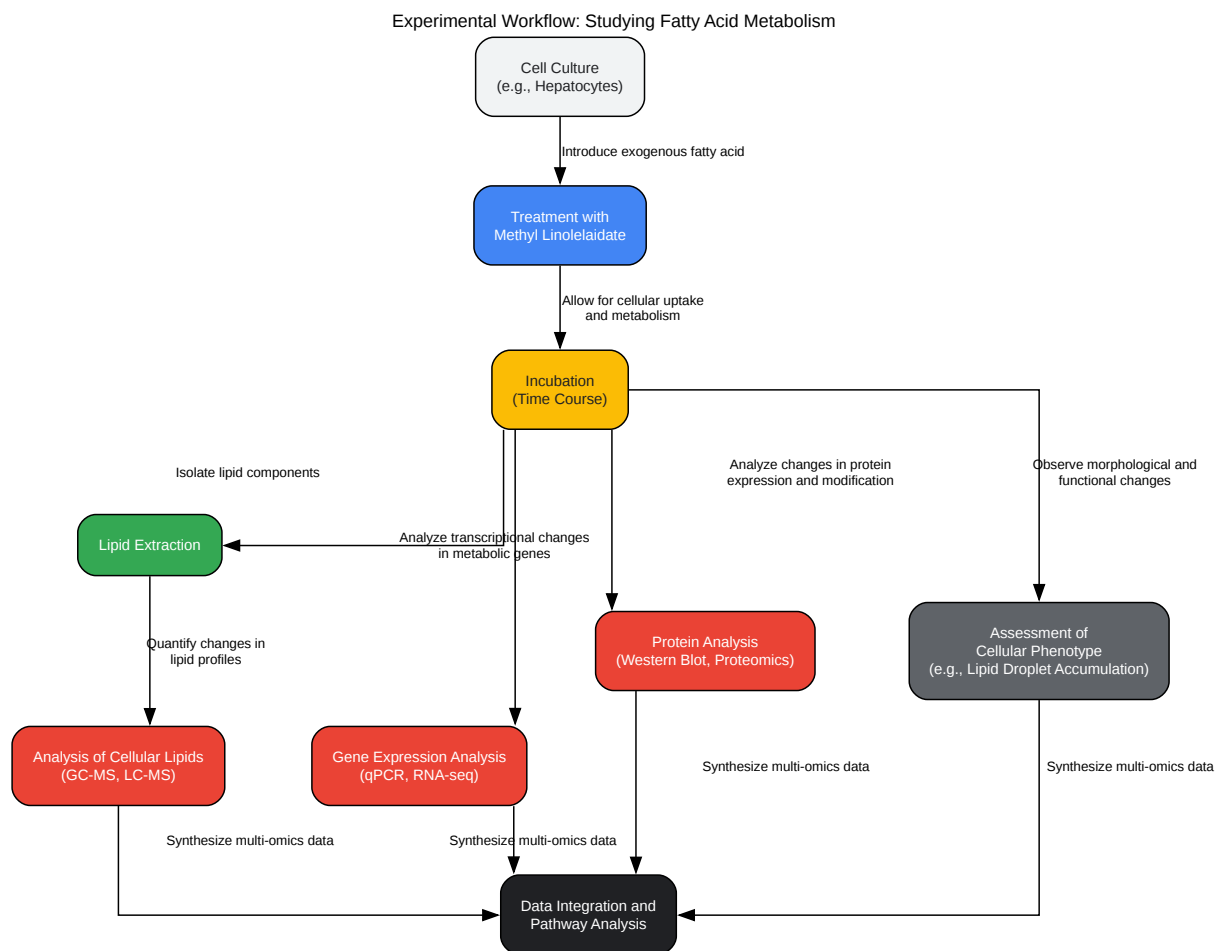 Experimental Workflow: Studying Fatty Acid Metabolism
Cell Culture
(e.g., Hepatocytes)
Introduce exogenous fatty acid
Treatment with
Methyl Linolelaidate
Allow for cellular uptake
and metabolism
Incubation
(Time Course)
Isolate lipid components
Analyze changes in protein
expression and modification
Observe morphological and
functional changes
Lipid Extraction
Analyze transcriptional changes
in metabolic genes
Quantify changes in
lipid profiles
Protein Analysis
(Western Blot, Proteomics)
Assessment of
Cellular Phenotype
(e.g., Lipid Droplet Accumulation)
Analysis of Cellular Lipids
(GC-MS, LC-MS)
Gene Expression Analysis
(qPCR, RNA-seq)
Synthesize multi-omics data
Synthesize multi-omics data
Synthesize multi-omics data
Synthesize multi-omics data
Data Integration and
Pathway Analysis